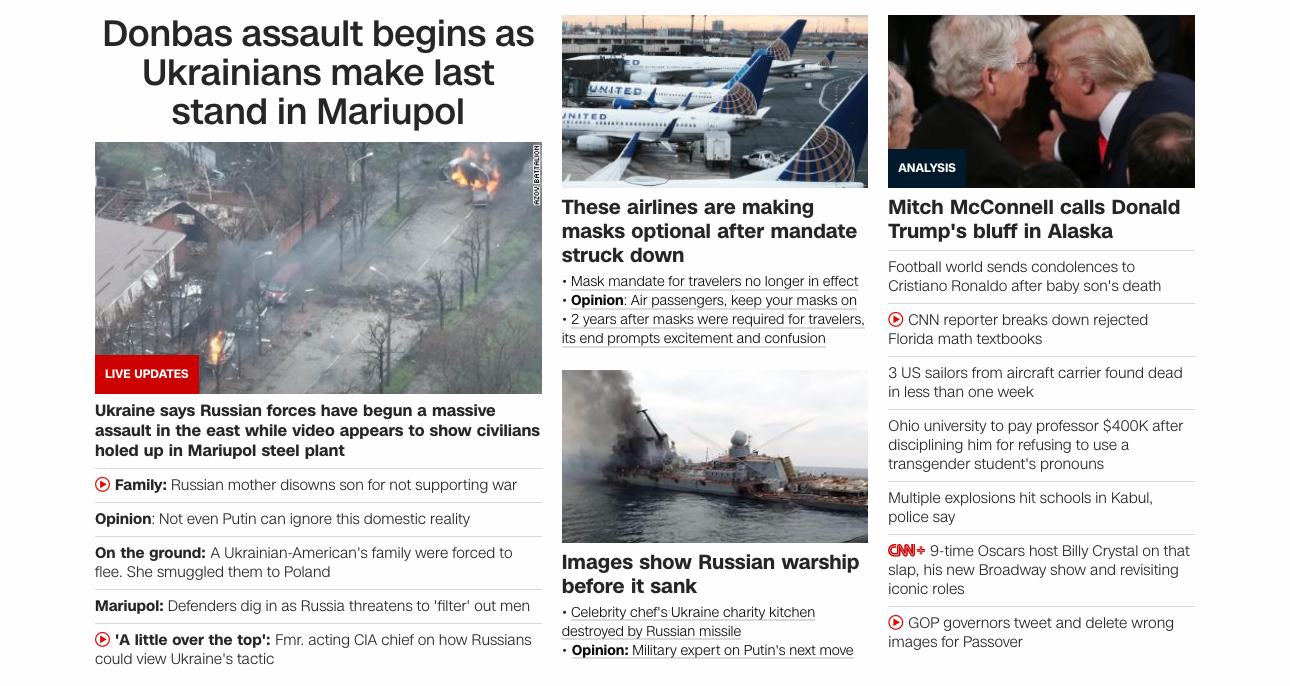 Donbas assault begins as
Ukrainians make last
stand in Mariupol
AZOV BATTALION
LIVE UPDATES
Ukraine says Russian forces have begun a massive
assault in the east while video appears to show civilians
holed up in Mariupol steel plant
Family: Russian mother disowns son for not supporting war
Opinion: Not even Putin can ignore this domestic reality
On the ground: A Ukrainian-American's family were forced to
flee. She smuggled them to Poland
Mariupol: Defenders dig in as Russia threatens to 'filter' out men
'A little over the top': Fmr. acting CIA chief on how Russians
could view Ukraine's tactic
UNITED
UNITED
These airlines are making
masks optional after mandate
struck down
• Mask mandate for travelers no longer in effect
• Opinion: Air passengers, keep your masks on
• 2 years after masks were required for travelers,
its end prompts excitement and confusion
Images show Russian warship
before it sank
• Celebrity chef's Ukraine charity kitchen
destroyed by Russian missile
• Opinion: Military expert on Putin's next move
ANALYSIS
Mitch McConnell calls Donald
Trump's bluff in Alaska
Football world sends condolences to
Cristiano Ronaldo after baby son's death
CNN reporter breaks down rejected
Florida math textbooks
3 US sailors from aircraft carrier found dead
in less than one week
Ohio university to pay professor $400K after
disciplining him for refusing to use a
transgender student's pronouns
Multiple explosions hit schools in Kabul,
police say
CNN+ 9-time Oscars host Billy Crystal on that
slap, his new Broadway show and revisiting
iconic roles
GOP governors tweet and delete wrong
images for Passover